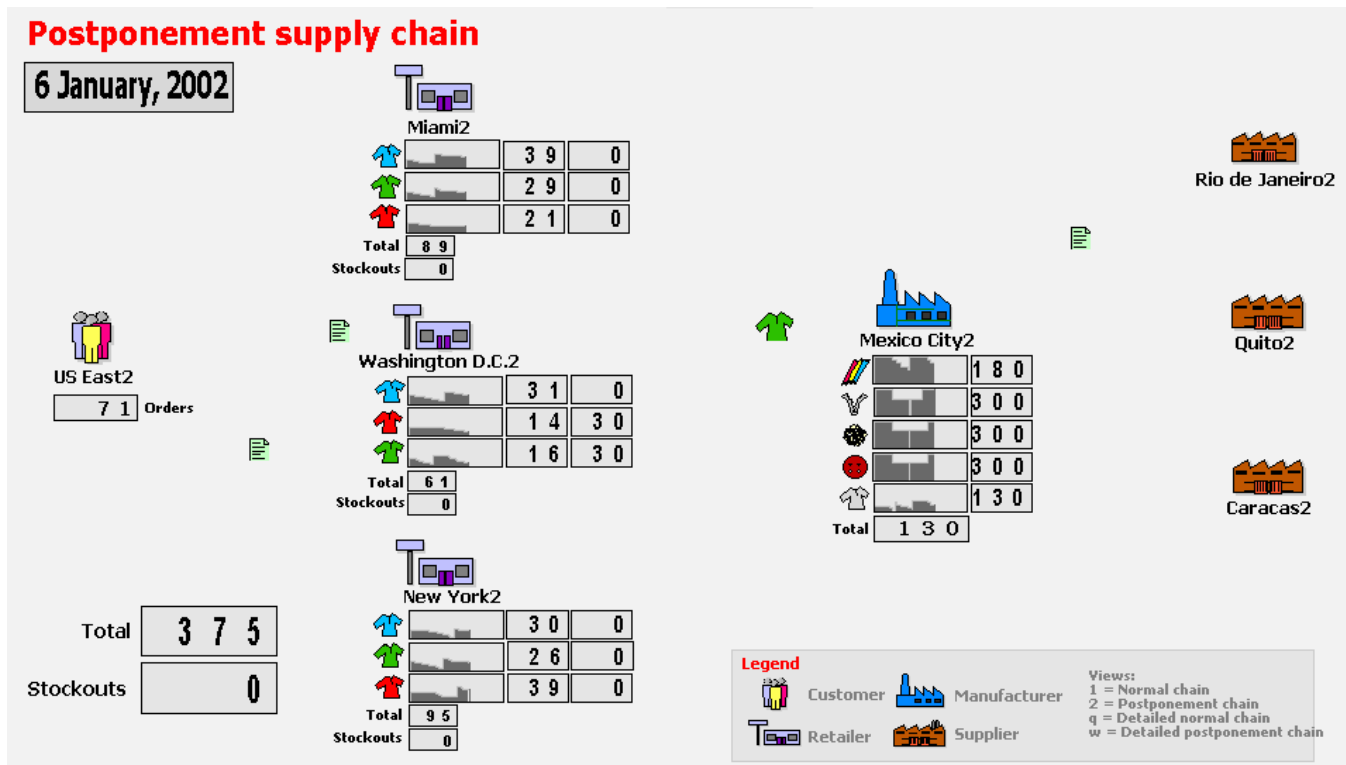 Postponement supply chain
6 January, 2002
Miami2
39 0
29 0
21 0
Total 89
Stockouts 0
Rio de Janeiro2
US East2
71 Orders
Washington D.C.2
31 0
14 30
16 30
Total 61
Stockouts 0
Mexico City2
180
300
300
300
130
Total 130
Quito2
Caracas2
New York2
30 0
26 0
39 0
Total 95
Stockouts 0
Total 375
Stockouts 0
Legend
Customer
Manufacturer
Retailer
Supplier
Views:
1 = Normal chain
2 = Postponement chain
q = Detailed normal chain
w = Detailed postponement chain